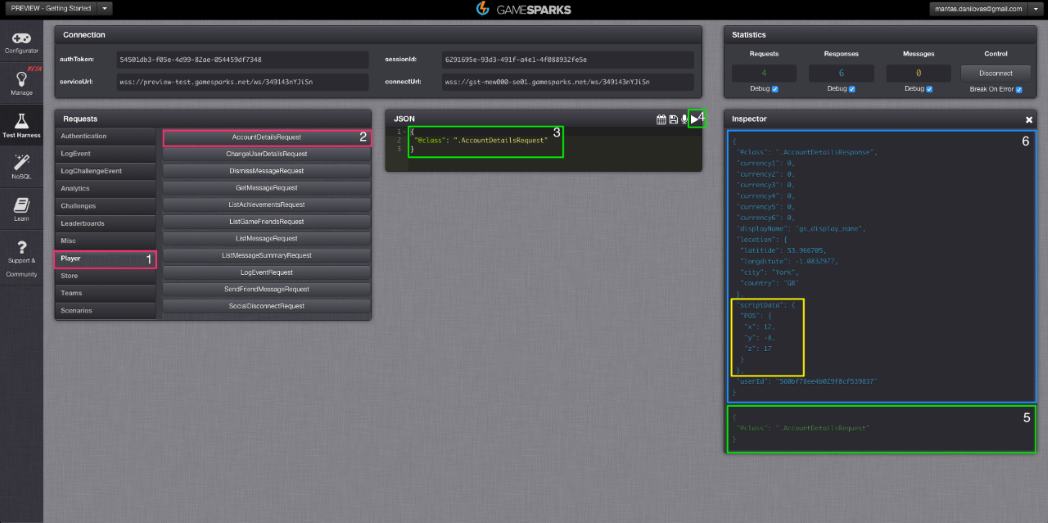 PREVIEW - Getting Started
GAMESPARKS
mantas.danilovas@gmail.com
Configurator
BETA
Manage
Test Harness
NoSQL
Learn
Support &
Community
Connection
authToken:
54501db3-f05e-4d99-82ae-054459df7348
sessionId:
6291695e-93d3-491f-a4e1-4f088932fe5e
serviceUrl:
wss://preview-test.gamesparks.net/ws/349143nYJiSn
connectUrl:
wss://gst-new000-se01.gamesparks.net/ws/349143nYJiSn
Statistics
Requests
Responses
Messages
Control
4
6
0
Disconnect
Debug
Debug
Debug
Break On Error
Requests
Authentication
LogEvent
LogChallengeEvent
Analytics
Challenges
Leaderboards
Misc
Player
1
Store
Teams
Scenarios
AccountDetailsRequest
2
ChangeUserDetailsRequest
DismissMessageRequest
GetMessageRequest
ListAchievementsRequest
ListGameFriendsRequest
ListMessageRequest
ListMessageSummaryRequest
LogEventRequest
SendFriendMessageRequest
SocialDisconnectRequest
JSON
4
1 {
2 "@class": ".AccountDetailsRequest"
3 }
3
Inspector
6
{
"@class": ".AccountDetailsResponse",
"currency1": 0,
"currency2": 0,
"currency3": 0,
"currency4": 0,
"currency5": 0,
"currency6": 0,
"displayName": "gs_display_name",
"location": {
"latitide": 53.966705,
"longditute": -1.0832977,
"city": "York",
"country": "GB"
},
"scriptData": {
"POS": {
"x": 12,
"y": -8,
"z": 17
}
},
"userId": "560bf78ee4b029f8cf539837"
}
5
{
"@class": ".AccountDetailsRequest"
}